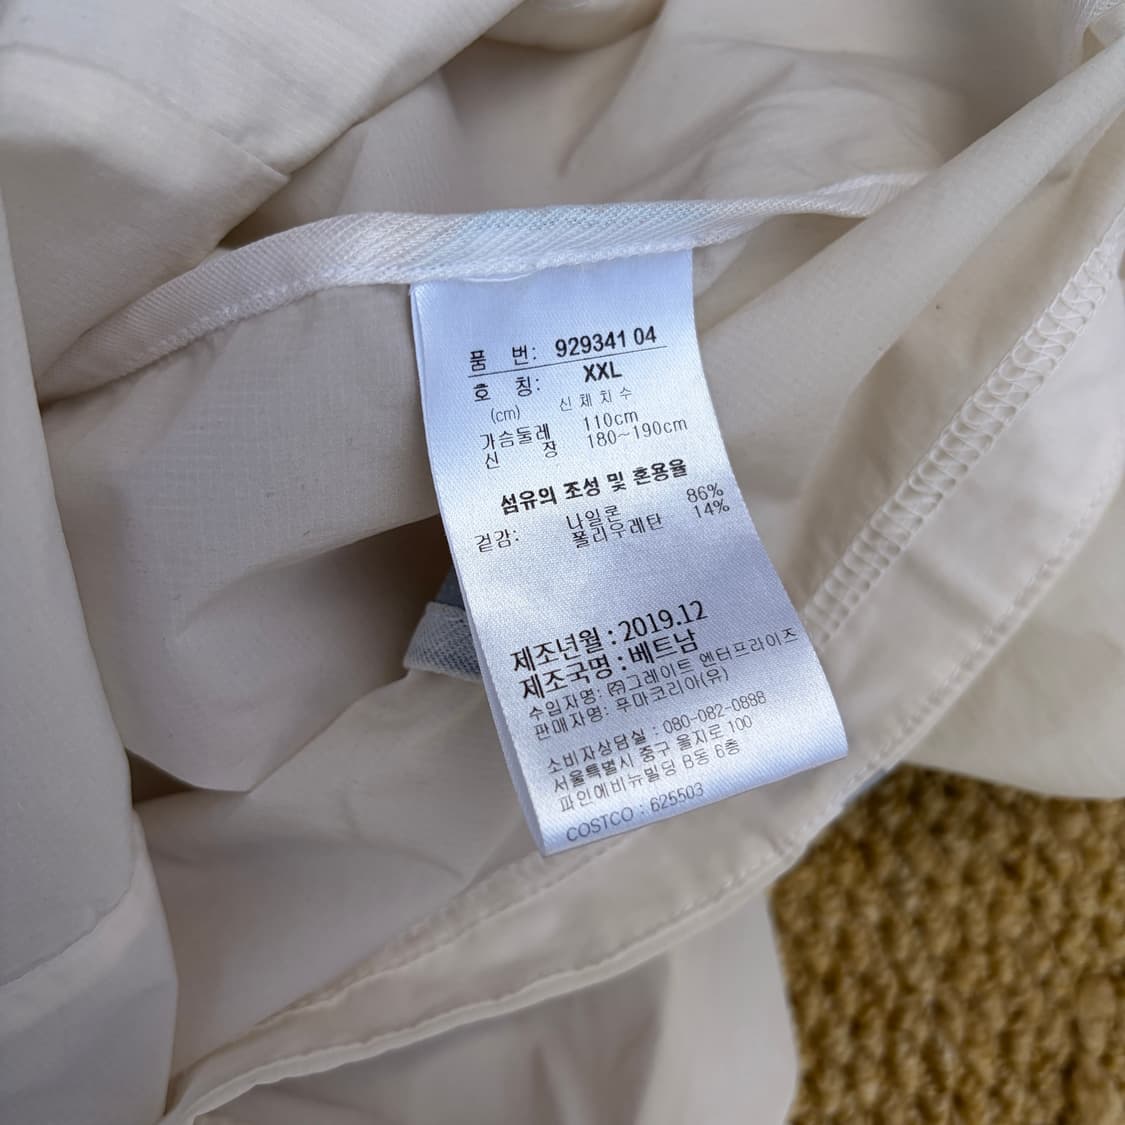 품 번: 929341 04
호 칭: XXL
(cm) 신체치수
가슴둘레 110cm
신 장 180~190cm
섬유의 조성 및 혼용율
겉감: 나일론 86%
폴리우레탄 14%
제조년월 : 2019.12
제조국명 : 베트남
수입자명: ㈜그레이트 엔터프라이즈
판매자명: 푸마코리아(유)
소비자상담실 : 080-082-0888
서울특별시 중구 을지로 100
파인에비뉴빌딩 B동 6층
COSTCO : 625503